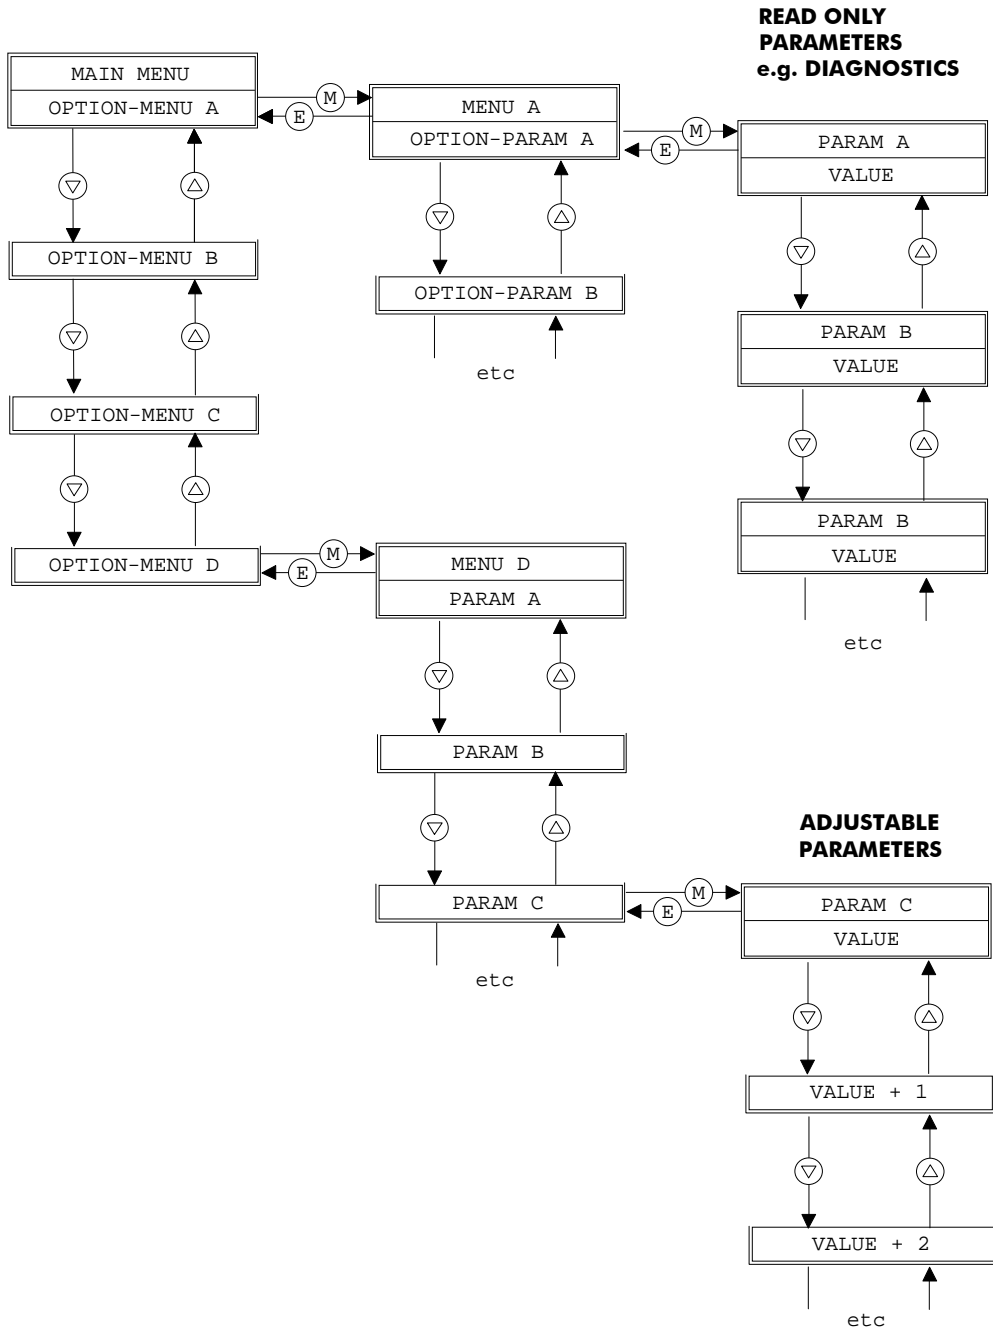 READ ONLY
PARAMETERS
e.g. DIAGNOSTICS
MAIN MENU
OPTION-MENU A
M
E
MENU A
OPTION-PARAM A
M
E
PARAM A
VALUE
OPTION-MENU B
OPTION-PARAM B
etc
PARAM B
VALUE
OPTION-MENU C
PARAM B
VALUE
etc
OPTION-MENU D
M
E
MENU D
PARAM A
PARAM B
ADJUSTABLE
PARAMETERS
PARAM C
etc
M
E
PARAM C
VALUE
VALUE + 1
VALUE + 2
etc